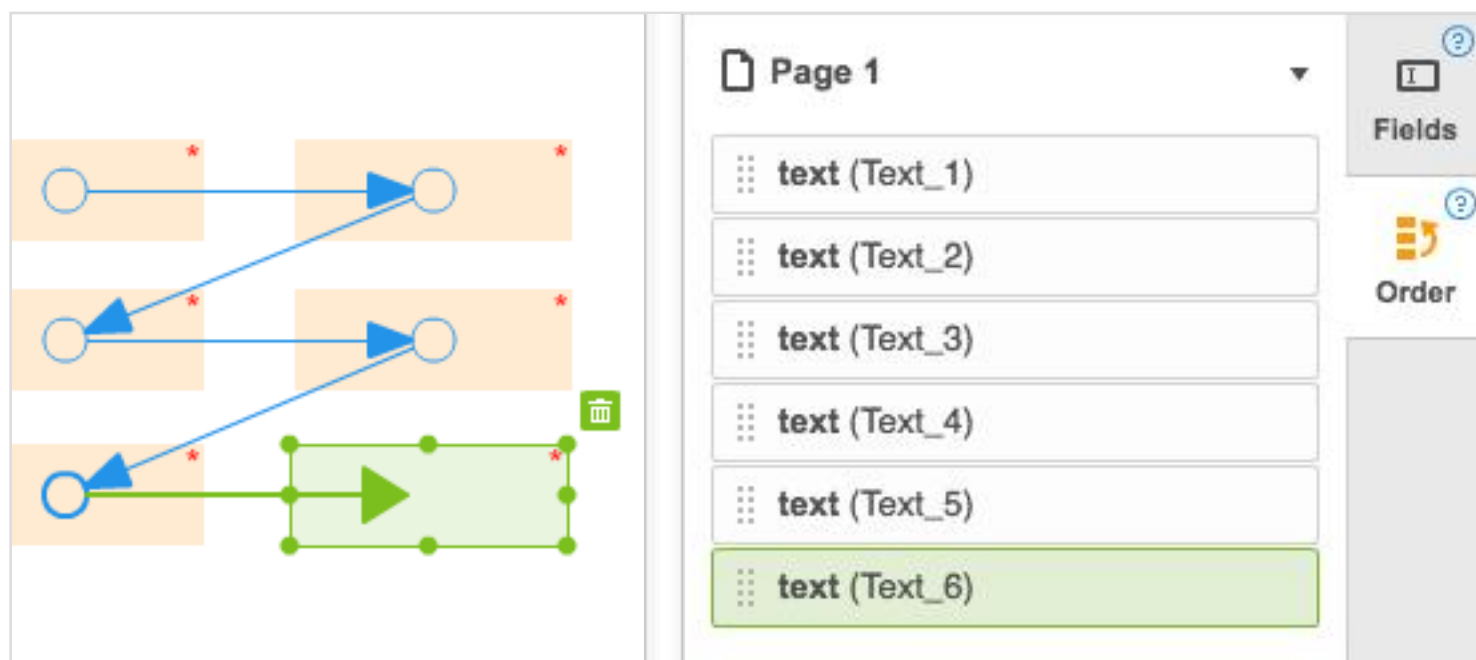 Page 1
text (Text_1)
text (Text_2)
text (Text_3)
text (Text_4)
text (Text_5)
text (Text_6)
?
Fields
?
Order
*
*
*
*
*
*